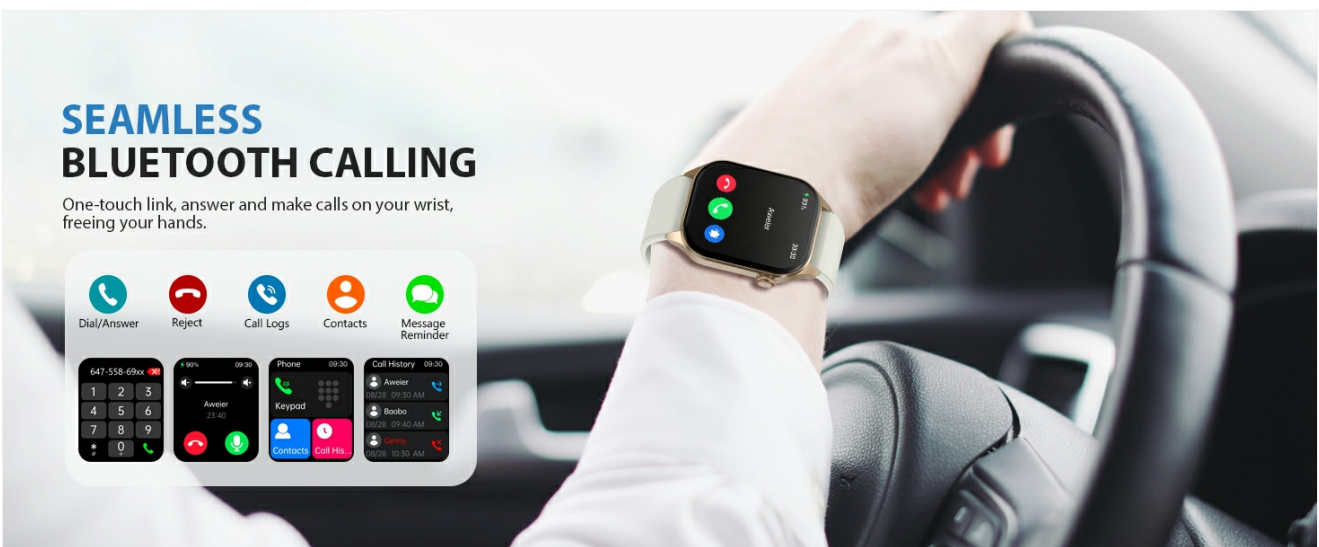 SEAMLESS
BLUETOOTH CALLING
One-touch link, answer and make calls on your wrist,
freeing your hands.
Dial/Answer
Reject
Call Logs
Contacts
Message
Reminder
647-558-69xx
1 2 3
4 5 6
7 8 9
* 0
# +
90% 09:30
Aweier
23:40
Phone 09:30
Keypad
Contacts
Call His...
Call History 09:30
Aweier
08/28 09:30 AM
Boobo
08/28 09:40 AM
Conny
08/28 10:30 AM
Aweier